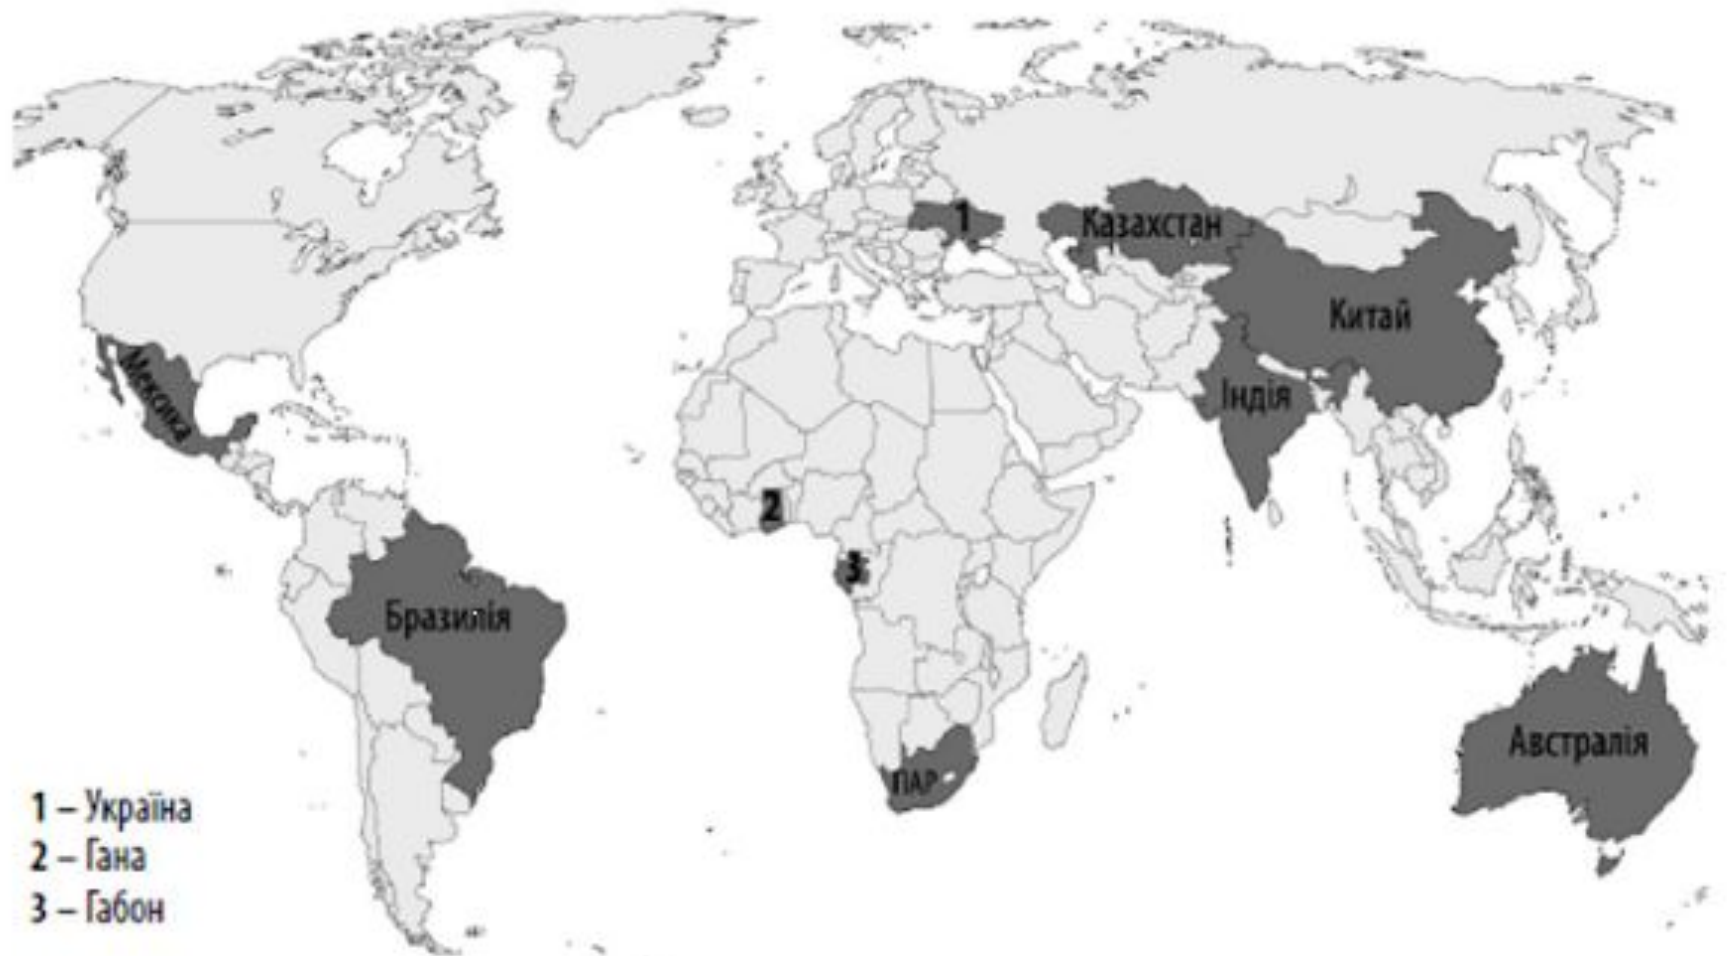 1
Казахстан
Китай
Мексика
Індія
2
3
Бразилія
Австралія
ПАР
1 – Україна
2 – Гана
3 – Габон